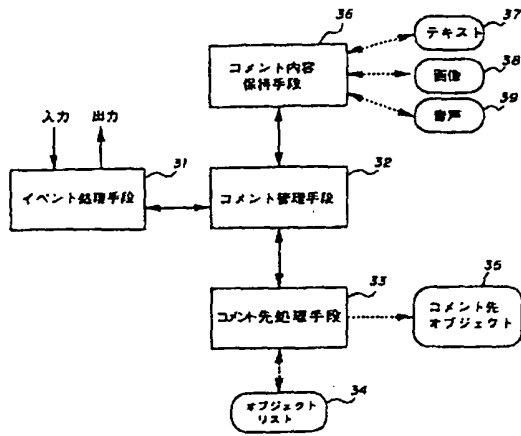 36
コメント内容
保持手段
37
テキスト
38
画像
39
音声
入力
出力
31
イベント処理手段
32
コメント管理手段
33
コメント先処理手段
35
コメント先
オブジェクト
34
オブジェクト
リスト